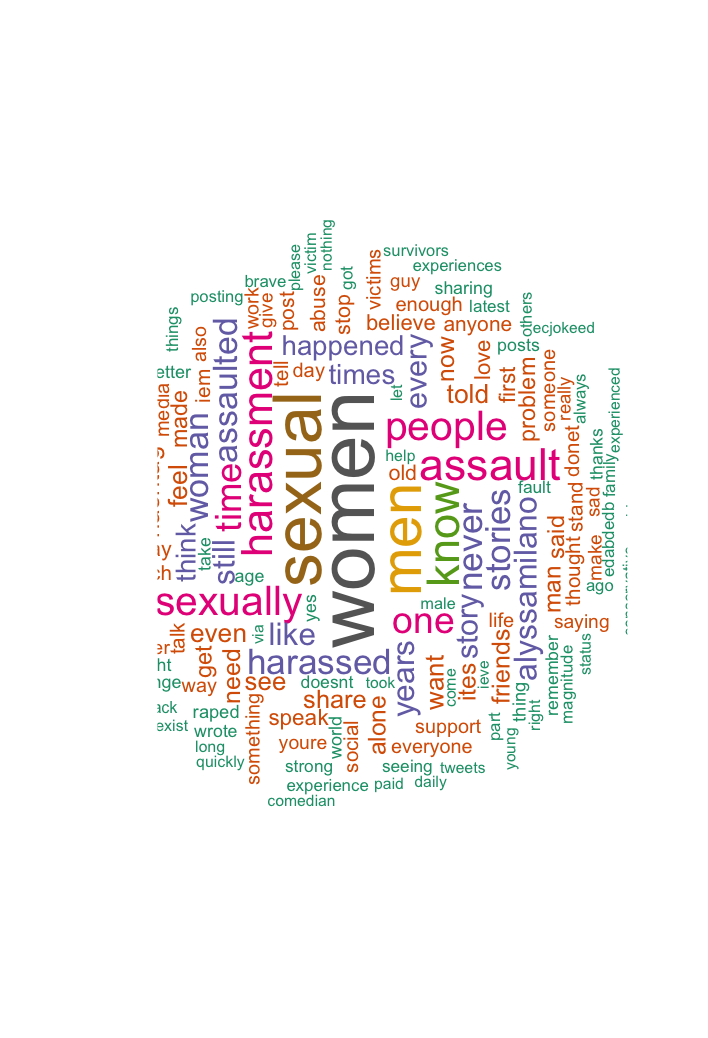 nothing
victim
please
survivors
experiences
victims
got
brave
guy
sharing
posting
work
give
post
abuse
stop
enough
latest
others
things
also
assaulted
harassment
believe
anyone
ecjokeed
happened
every
now
love
posts
tell
day
times
iem
let
told
first
problem
someone
really
always
experienced
media
made
woman
sexual
women
people
help
old
assault
donet
thanks
family
feel
time
men
know
never
stories
fault
stand
sad
think
take
still
age
alyssamilano
said
thought
make
edabdedb
man
ago
sexually
yes
male
one
story
life
saying
talk
even
via
like
friends
get
need
harassed
years
want
come
ites
ieve
remember
magnitude
status
way
see
doesnt
took
share
thing
right
raped
wrote
something
speak
world
social
alone
support
part
young
exist
long
youre
everyone
quickly
strong
seeing
tweets
experience
paid
daily
comedian